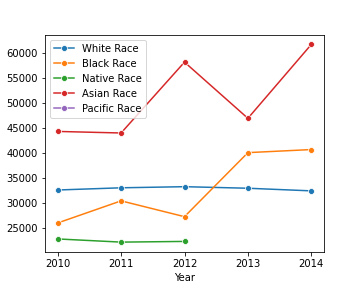 White Race
Black Race
Native Race
Asian Race
Pacific Race
60000
55000
50000
45000
40000
35000
30000
25000
2010 2011 2012 2013 2014
Year